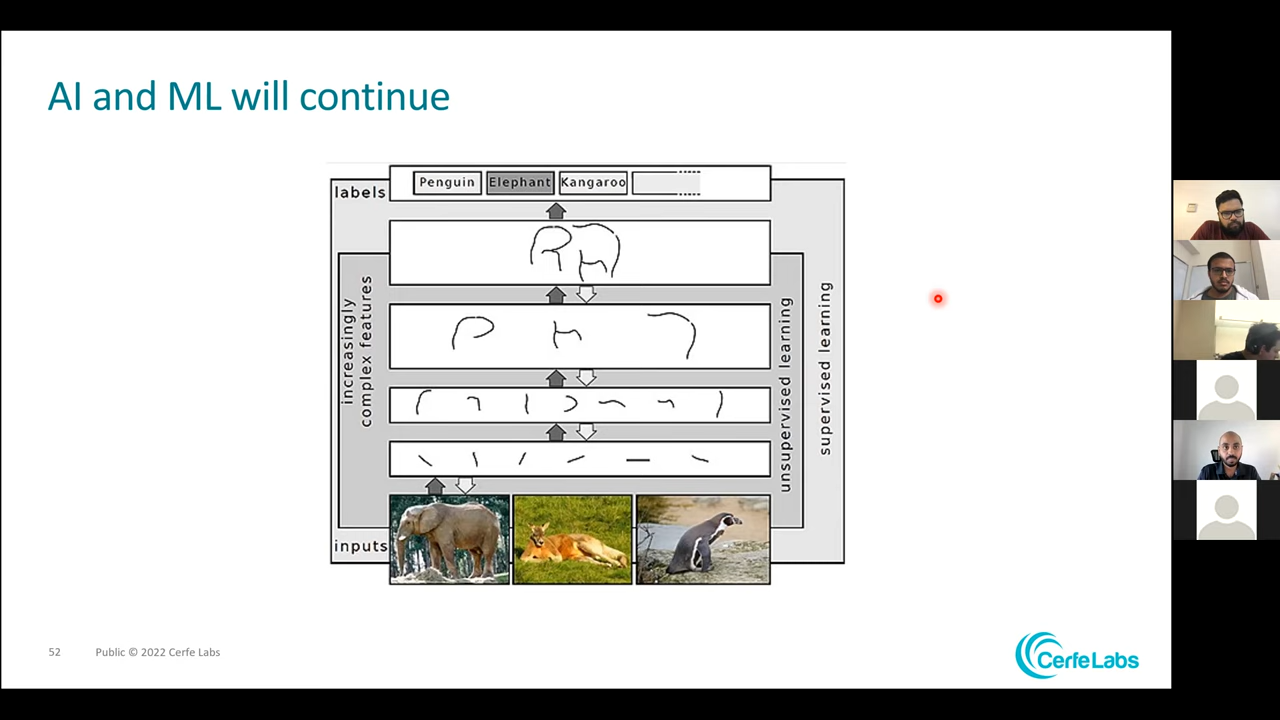 AI and ML will continue
labels
Penguin
Elephant
Kangaroo
increasingly
complex features
unsupervised learning
supervised learning
inputs
52
Public © 2022 Cerfe Labs
CerfeLabs